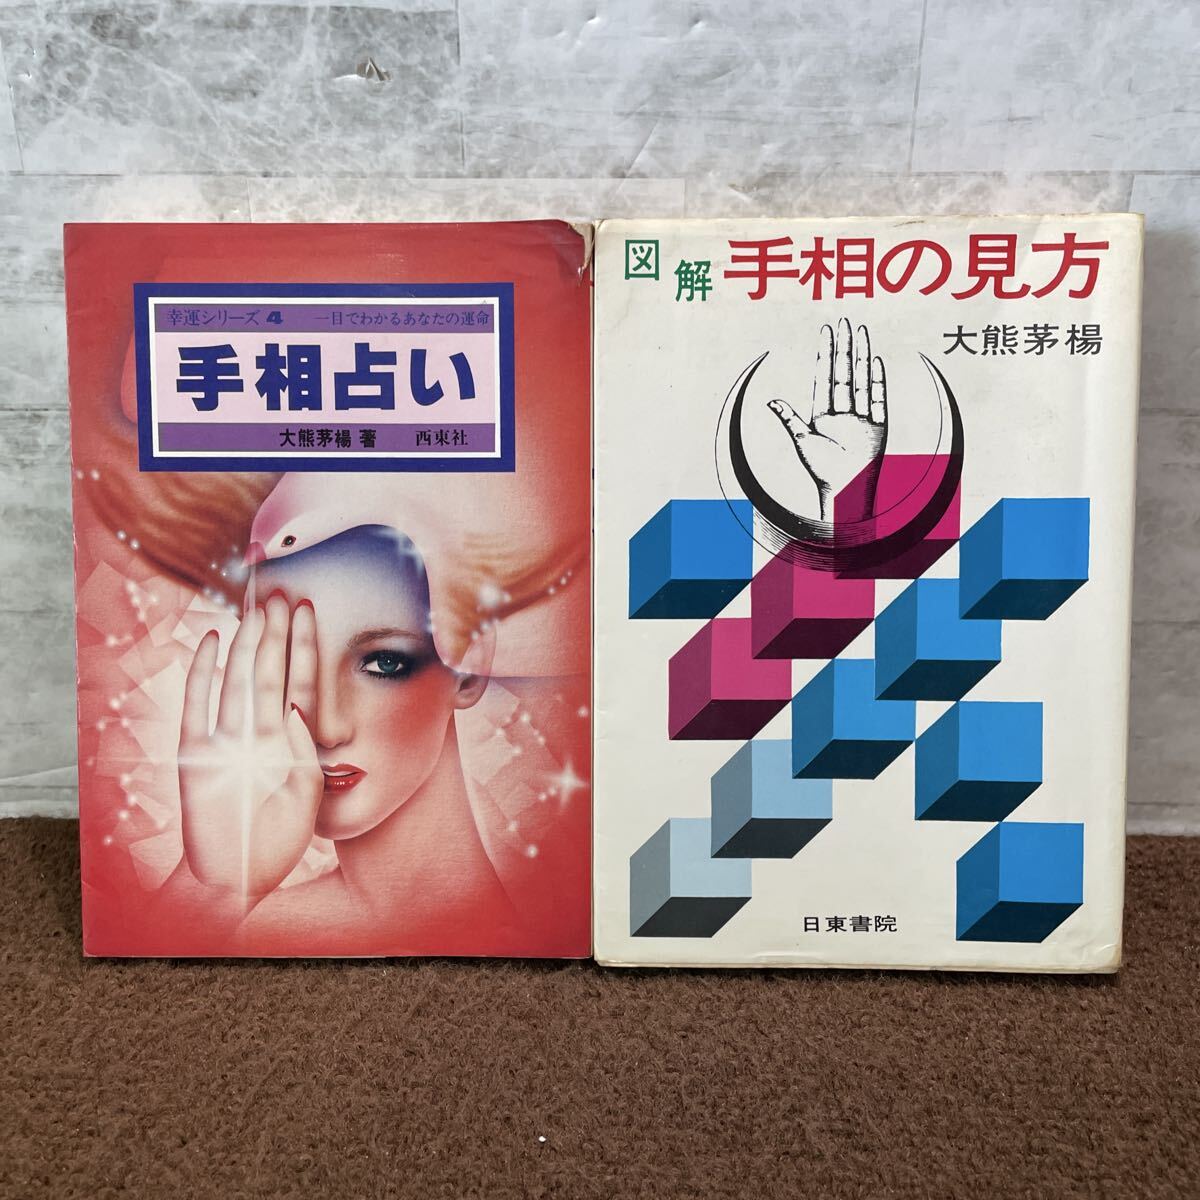 幸運シリーズ 4 一目でわかるあなたの運命
手相占い
大熊茅楊 著 西東社
図解 手相の見方
大熊茅楊
日東書院